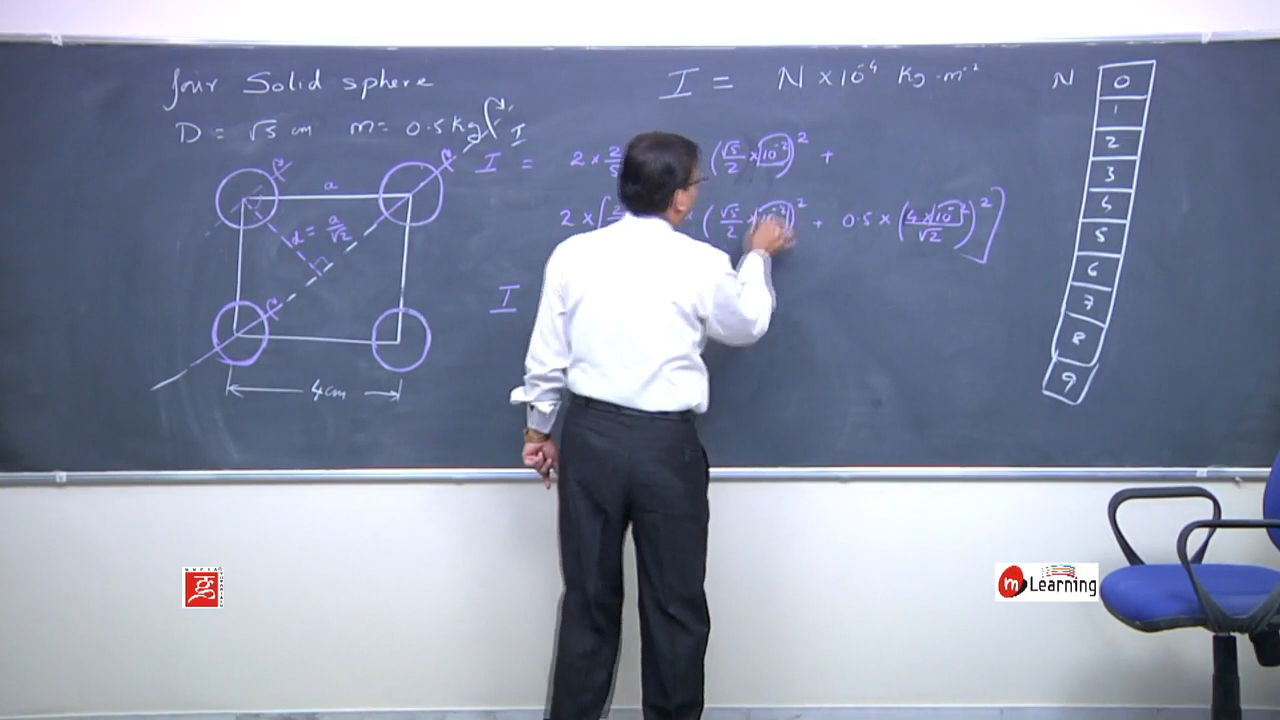 four Solid sphere
D = √5 cm m = 0.5 Kg
I
I = N × 10⁻⁴ Kg·m⁻²
N
0
1
2
3
4
5
6
7
8
9
I = 2 × 2/5 (√5/2 × 10⁻²)² +
2 × [ × (√5/2 × 10⁻²)² + 0.5 × (4 × 10⁻²/√2)²]
I
a
d = a/√2
4 cm
g
m Learning